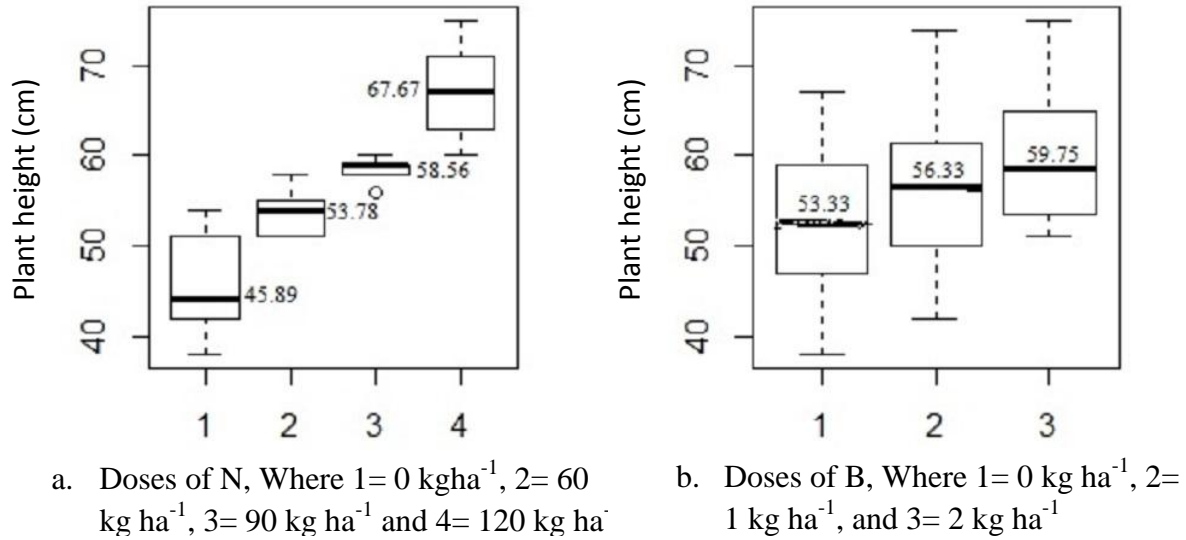 Plant height (cm)
70
60
50
40
67.67
58.56
53.78
45.89
1 2 3 4
a. Doses of N, Where 1= 0 kgha⁻¹, 2= 60
kg ha⁻¹, 3= 90 kg ha⁻¹ and 4= 120 kg ha⁻
Plant height (cm)
70
60
50
40
53.33
56.33
59.75
1 2 3
b. Doses of B, Where 1= 0 kg ha⁻¹, 2=
1 kg ha⁻¹, and 3= 2 kg ha⁻¹